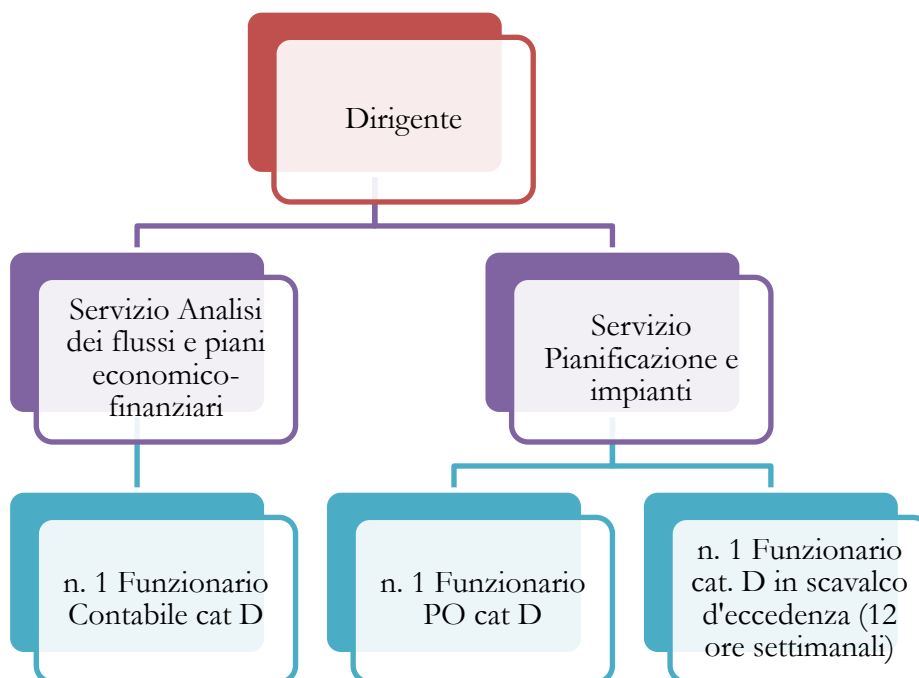 Dirigente
Servizio Analisi
dei flussi e piani
economico-
finanziari
Servizio
Pianificazione e
impianti
n. 1 Funzionario
Contabile cat D
n. 1 Funzionario
PO cat D
n. 1 Funzionario
cat. D in scavalco
d'eccedenza (12
ore settimanali)